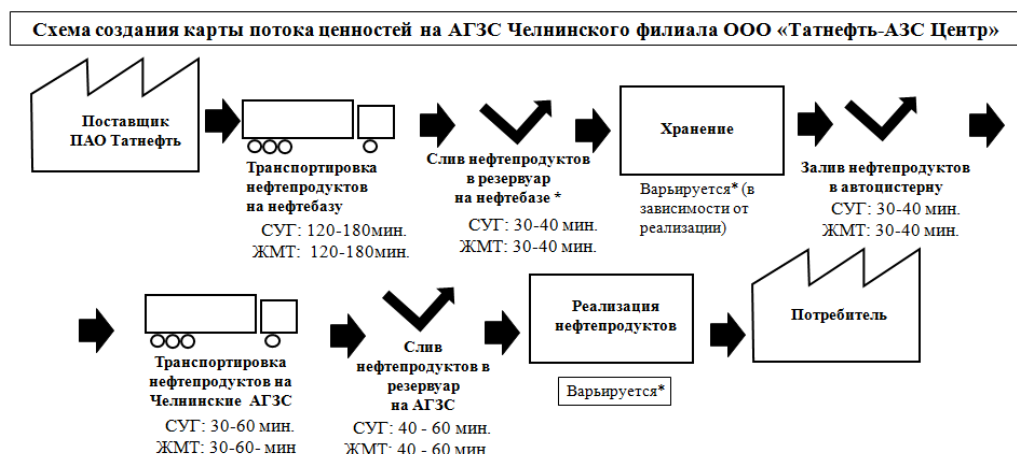 Схема создания карты потока ценностей на АГЗС Челнинского филиала ООО «Татнефть-АЗС Центр»
Поставщик
ПАО Татнефть
Транспортировка
нефтепродуктов
на нефтебазу
СУГ: 120-180мин.
ЖМТ: 120-180мин.
Слив нефтепродуктов
в резервуар
на нефтебазе *
СУГ: 30-40 мин.
ЖМТ: 30-40 мин.
Хранение
Варьируется* (в
зависимости от
реализации)
Залив нефтепродуктов
в автоцистерну
СУГ: 30-40 мин.
ЖМТ: 30-40 мин.
Транспортировка
нефтепродуктов на
Челнинские АГЗС
СУГ: 30-60 мин.
ЖМТ: 30-60- мин
Слив
нефтепродуктов в
резервуар
на АГЗС
СУГ: 40 - 60 мин.
ЖМТ: 40 - 60 мин.
Реализация
нефтепродуктов
Варьируется*
Потребитель